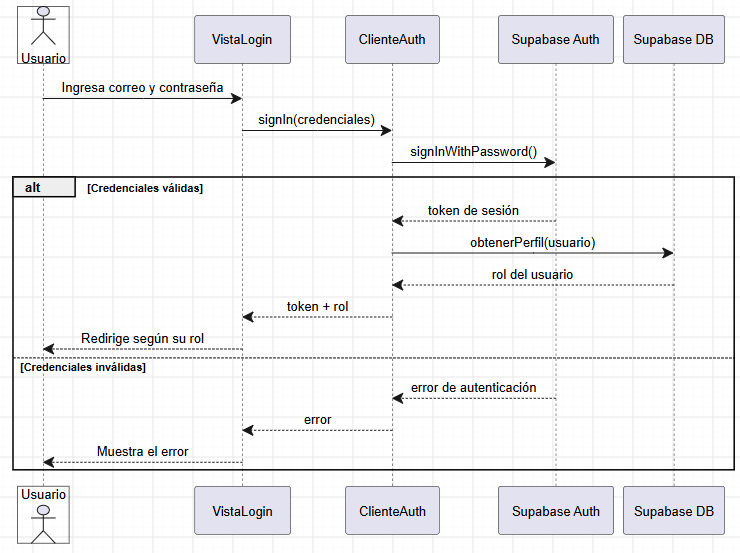 Usuario
VistaLogin
ClienteAuth
Supabase Auth
Supabase DB
Ingresa correo y contraseña
signIn(credenciales)
signInWithPassword()
alt
[Credenciales válidas]
token de sesión
obtenerPerfil(usuario)
rol del usuario
token + rol
Redirige según su rol
[Credenciales inválidas]
error de autenticación
error
Muestra el error
Usuario
VistaLogin
ClienteAuth
Supabase Auth
Supabase DB